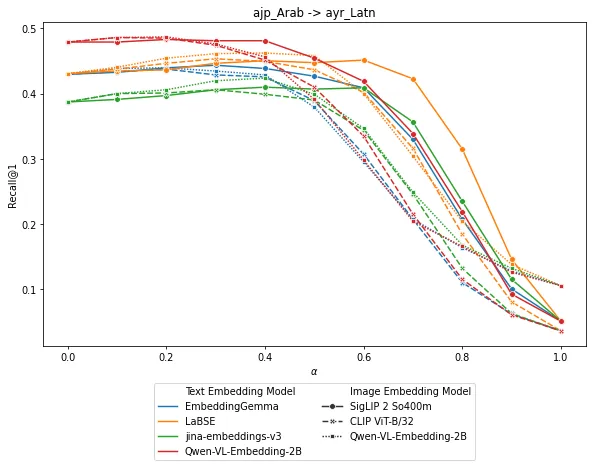 ajp_Arab -> ayr_Latn
Recall@1
0.5
0.4
0.3
0.2
0.1
0.0 0.2 0.4 0.6 0.8 1.0
α
Text Embedding Model
EmbeddingGemma
LaBSE
jina-embeddings-v3
Qwen-VL-Embedding-2B
Image Embedding Model
SigLIP 2 So400m
CLIP ViT-B/32
Qwen-VL-Embedding-2B